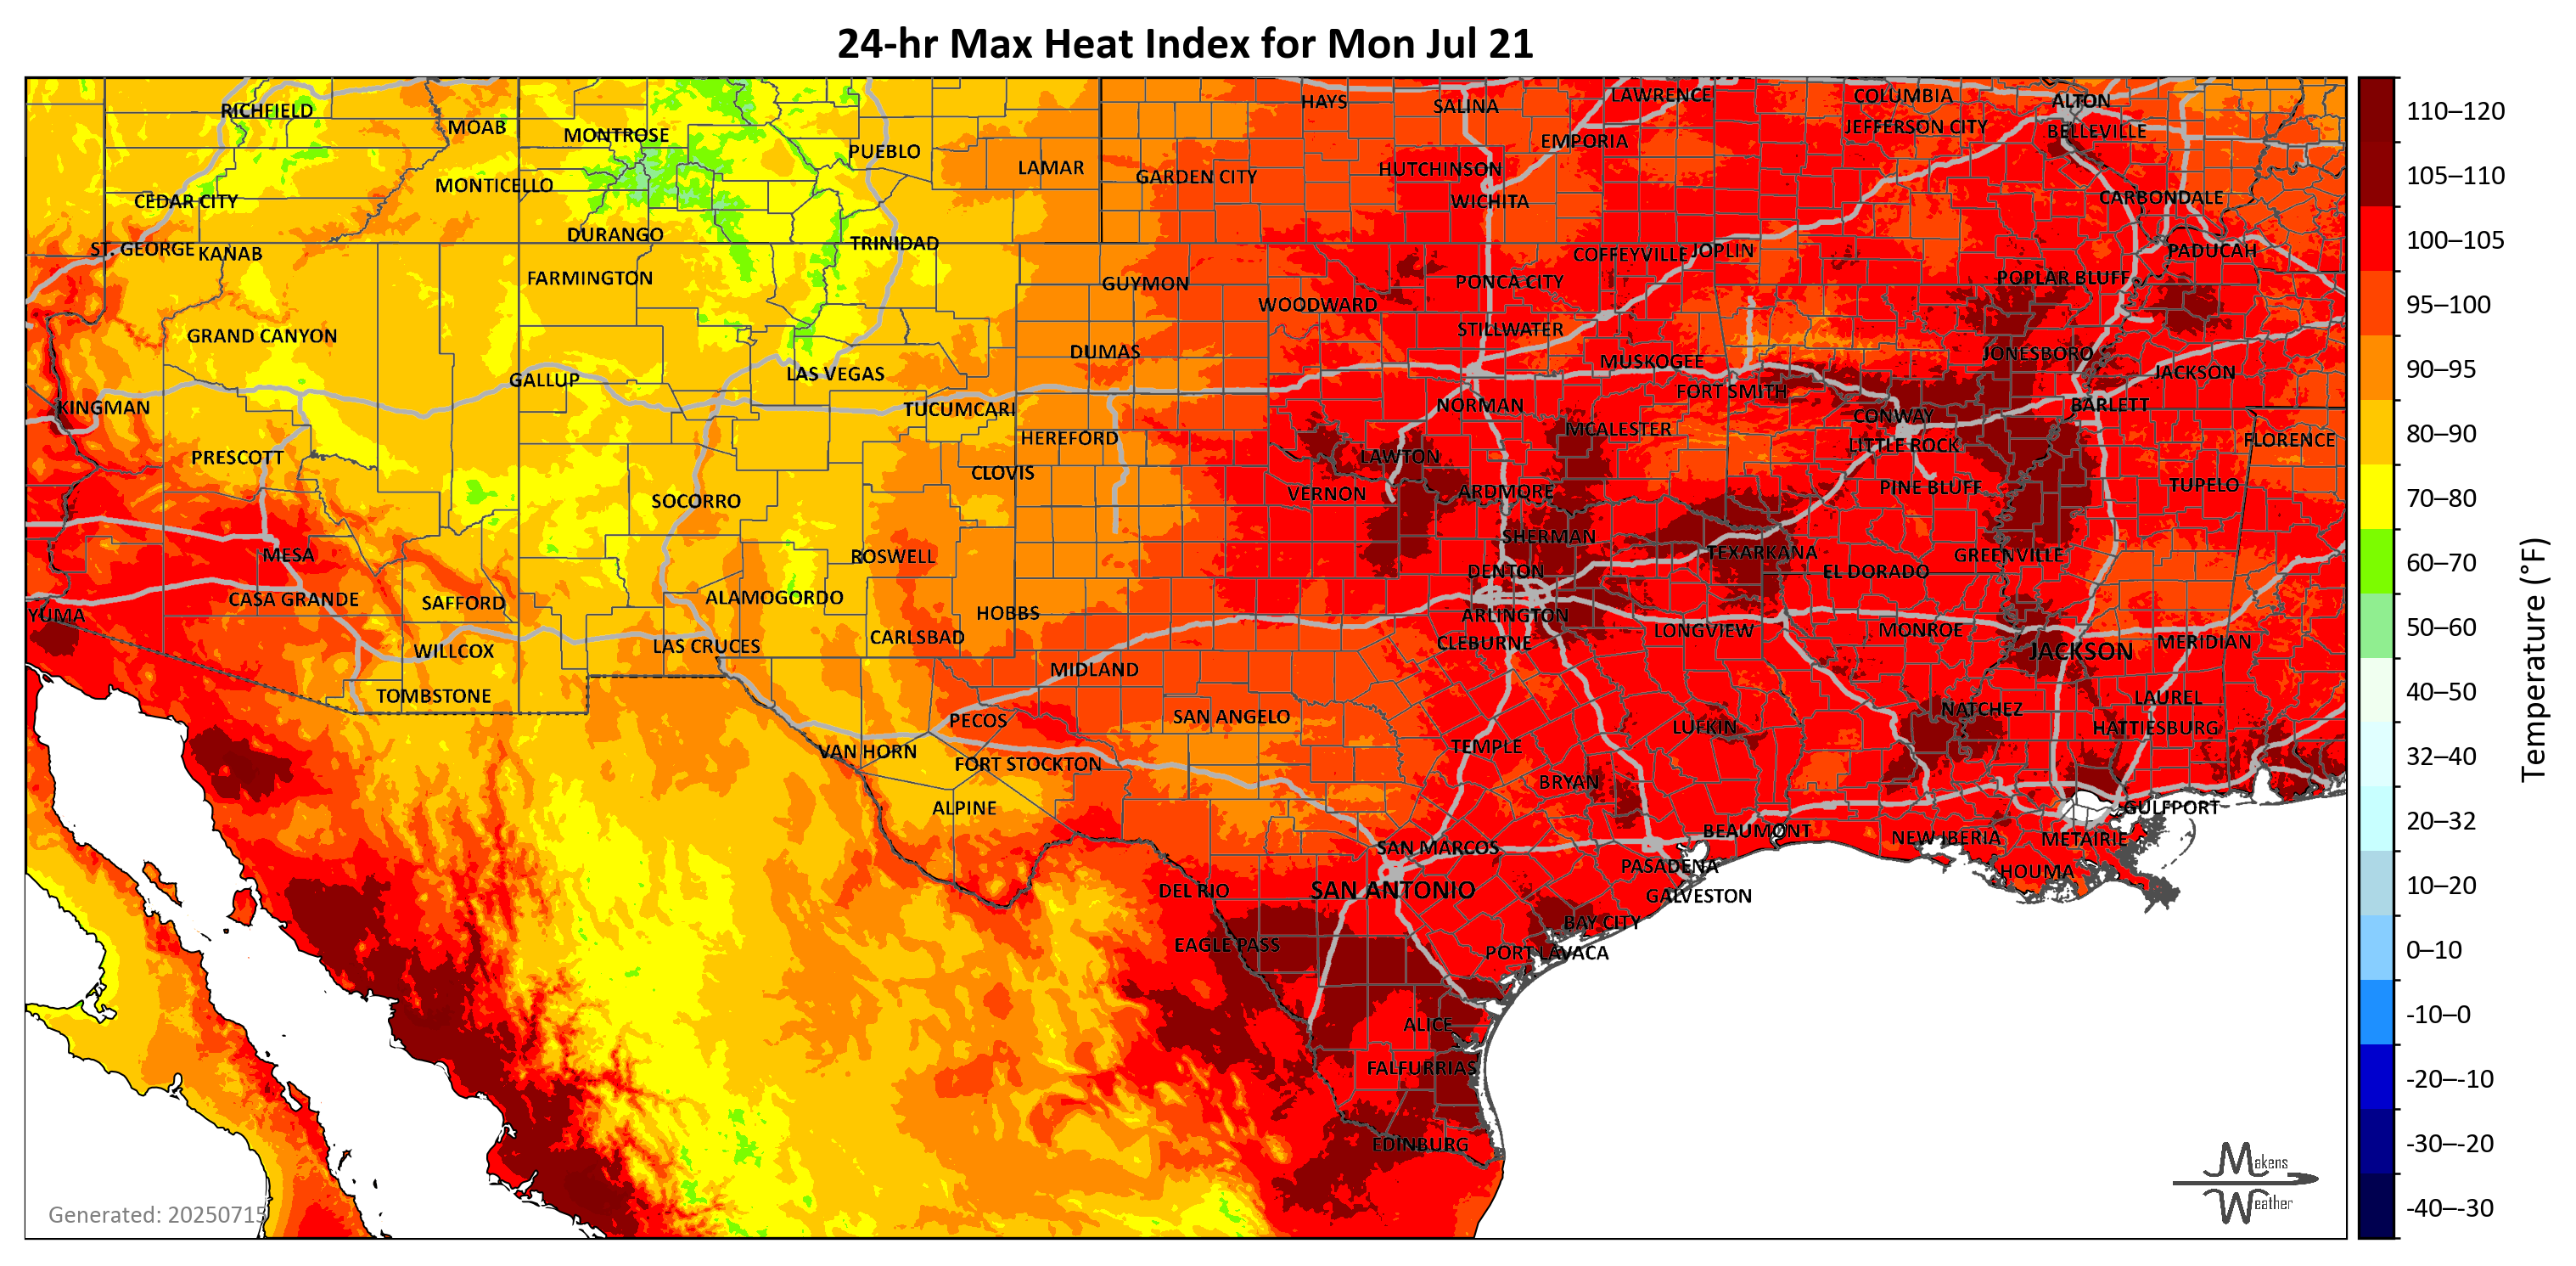 24-hr Max Heat Index for Mon Jul 21
RICHFIELD
MOAB
MONTROSE
PUEBLO
LAMAR
GARDEN CITY
HAYS
SALINA
LAWRENCE
EMPORIA
HUTCHINSON
WICHITA
COLUMBIA
JEFFERSON CITY
ALTON
BELLEVILLE
CARBONDALE
CEDAR CITY
MONTICELLO
DURANGO
TRINIDAD
ST. GEORGE
KANAB
FARMINGTON
GUYMON
WOODWARD
PONCA CITY
COFFEYVILLE
JOPLIN
POPLAR BLUFF
PADUCAH
GRAND CANYON
GALLUP
LAS VEGAS
DUMAS
STILLWATER
MUSKOGEE
FORT SMITH
JONESBORO
JACKSON
KINGMAN
TUCUMCARI
HEREFORD
NORMAN
MCALESTER
CONWAY
LITTLE ROCK
BARLETT
FLORENCE
PRESCOTT
SOCORRO
CLOVIS
LAWTON
VERNON
ARDMORE
PINE BLUFF
TUPELO
MESA
ROSWELL
SHERMAN
TEXARKANA
GREENVILLE
DENTON
EL DORADO
YUMA
CASA GRANDE
SAFFORD
ALAMOGORDO
HOBBS
ARLINGTON
CLEBURNE
LONGVIEW
MONROE
JACKSON
MERIDIAN
WILLCOX
LAS CRUCES
CARLSBAD
MIDLAND
TOMBSTONE
PECOS
SAN ANGELO
TEMPLE
LUFKIN
NATCHEZ
LAUREL
HATTIESBURG
VAN HORN
FORT STOCKTON
BRYAN
ALPINE
SAN MARCOS
BEAUMONT
NEW IBERIA
METAIRIE
GULFPORT
DEL RIO
SAN ANTONIO
PASADENA
GALVESTON
HOUMA
EAGLE PASS
BAY CITY
PORT LAVACA
ALICE
FALFURRIAS
EDINBURG
Generated: 20250715
Makens
Weather
110–120
105–110
100–105
95–100
90–95
80–90
70–80
60–70
50–60
40–50
32–40
20–32
10–20
0–10
-10–0
-20–-10
-30–-20
-40–-30
Temperature (°F)